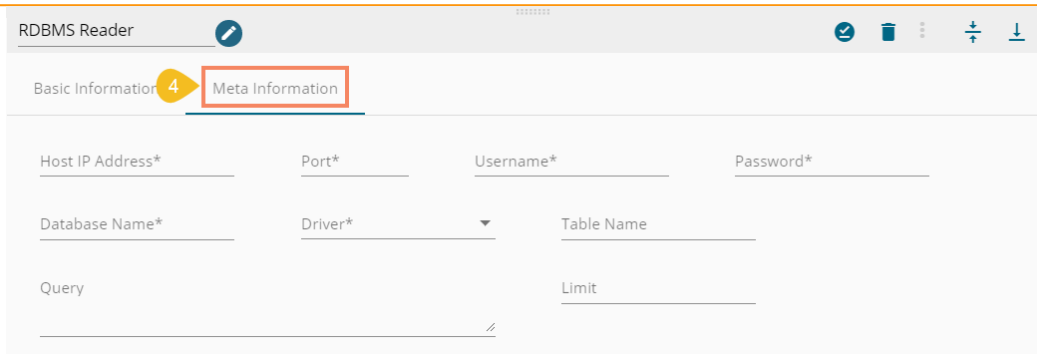 RDBMS Reader
Basic Information 4 Meta Information
Host IP Address* Port* Username* Password*
Database Name* Driver* Table Name
Query Limit